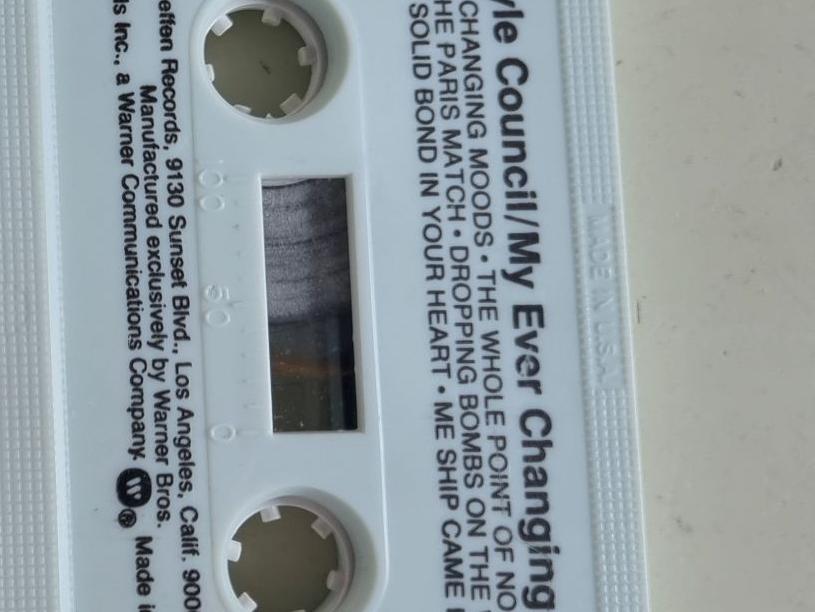 yle Council/My Ever Changing
CHANGING MOODS • THE WHOLE POINT OF NO
HE PARIS MATCH • DROPPING BOMBS ON THE
SOLID BOND IN YOUR HEART • ME SHIP CAME
MADE IN U.S.A.
100 50 0
effen Records, 9130 Sunset Blvd., Los Angeles, Calif. 900
Manufactured exclusively by Warner Bros.
ls Inc., a Warner Communications Company. W ® Made i